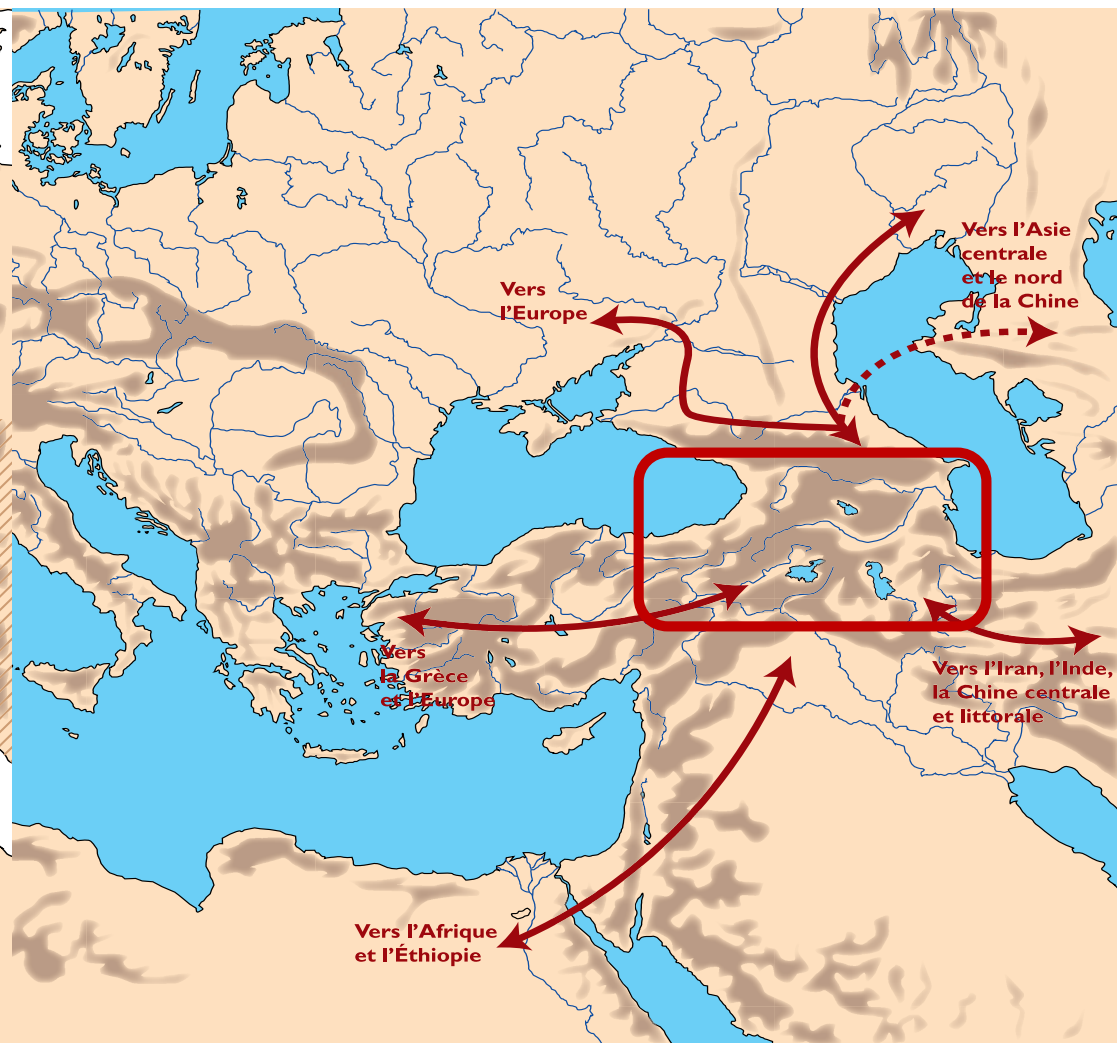 Vers l'Asie
centrale
et le nord
de la Chine
Vers
l'Europe
Vers
la Grèce
et l'Europe
Vers l'Iran, l'Inde,
la Chine centrale
et littorale
Vers l'Afrique
et l'Éthiopie